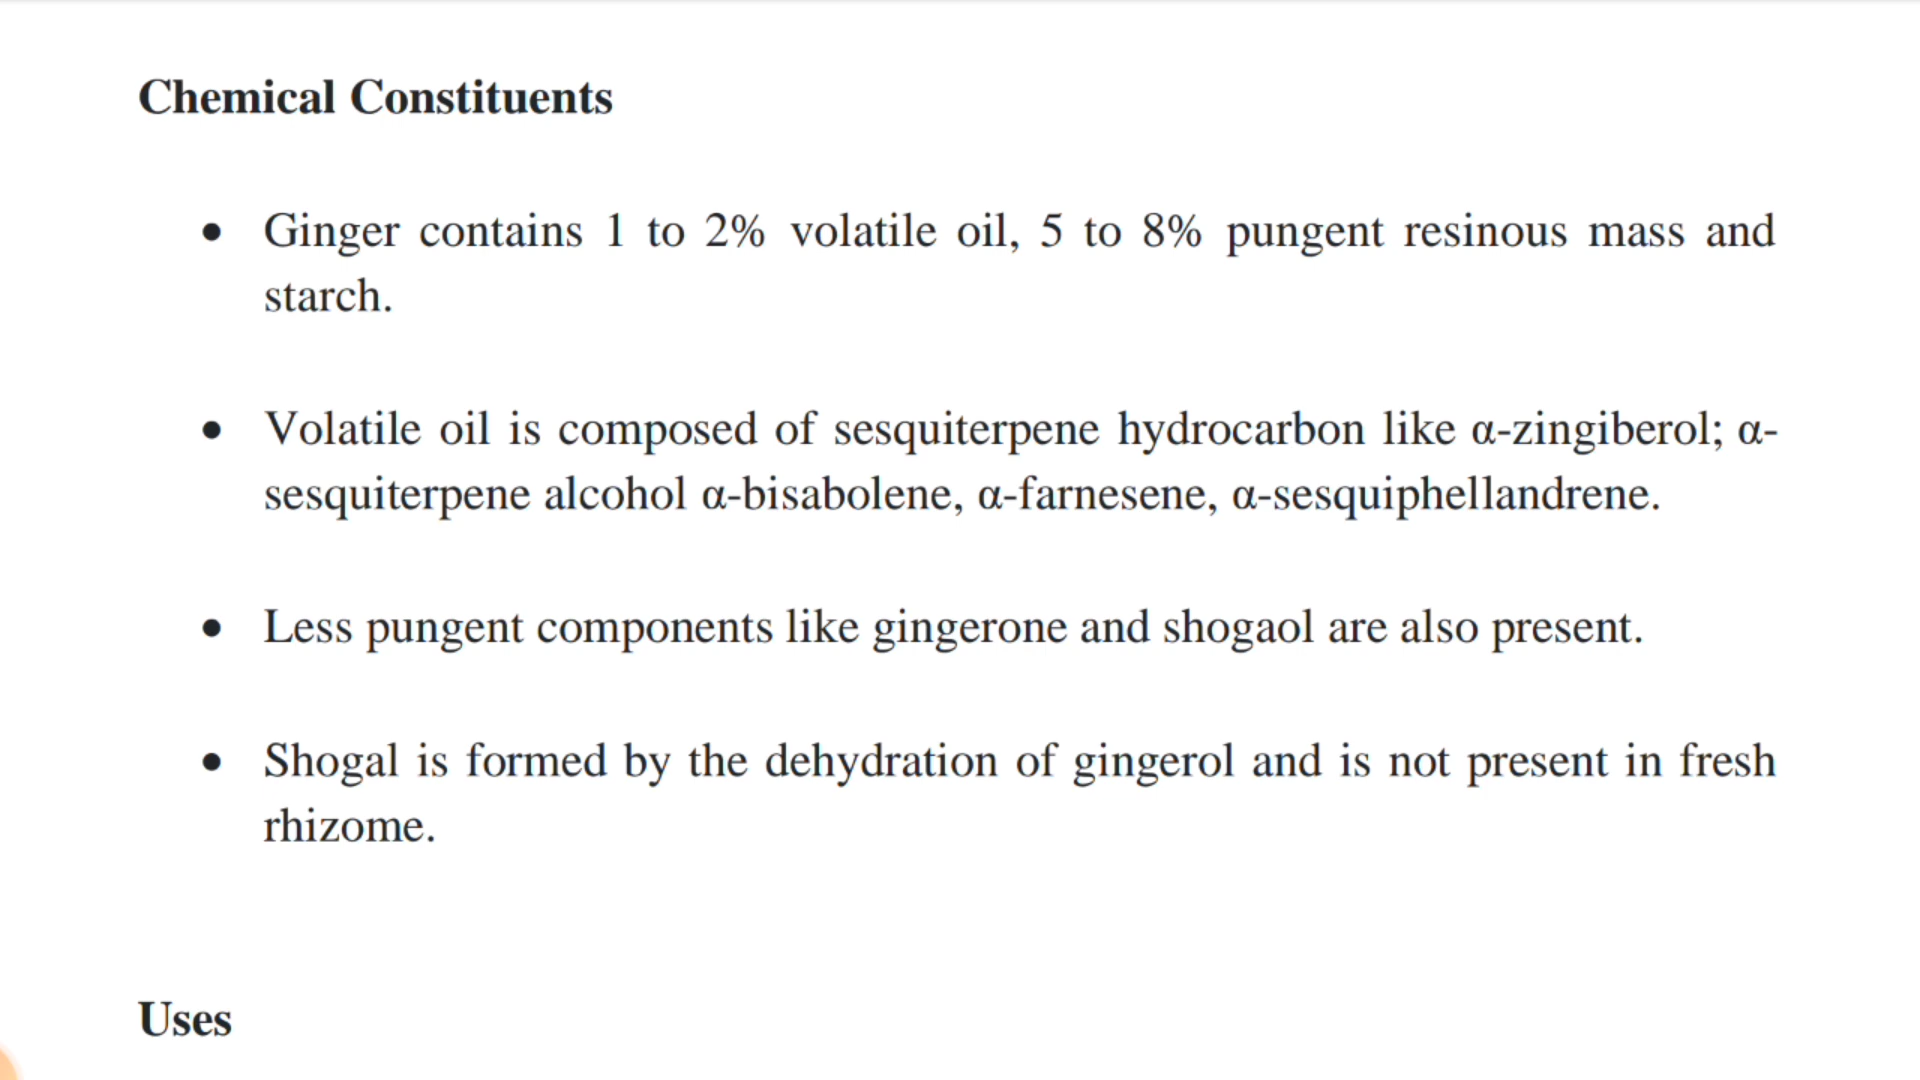 Chemical Constituents
• Ginger contains 1 to 2% volatile oil, 5 to 8% pungent resinous mass and
starch.
• Volatile oil is composed of sesquiterpene hydrocarbon like α-zingiberol; α-
sesquiterpene alcohol α-bisabolene, α-farnesene, α-sesquiphellandrene.
• Less pungent components like gingerone and shogaol are also present.
• Shogal is formed by the dehydration of gingerol and is not present in fresh
rhizome.
Uses